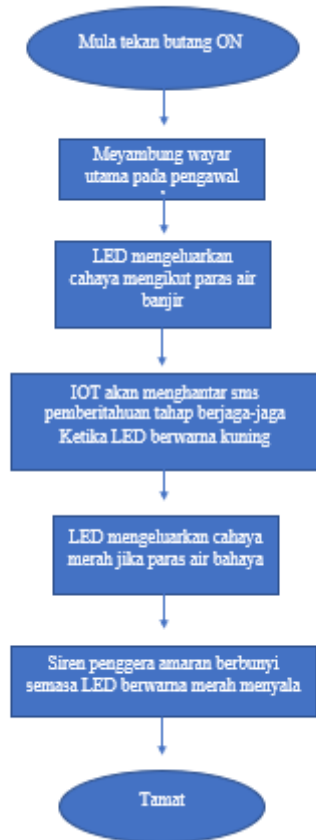 Mula tekan butang ON
Meyambung wayar
utama pada pengawal
LED mengeluarkan
cahaya mengikut paras air
banjir
IOT akan menghantar sms
pemberitahuan tahap berjaga-jaga
Ketika LED berwarna kuning
LED mengeluarkan cahaya
merah jika paras air bahaya
Siren penggera amaran berbunyi
semasa LED berwarna merah menyala
Tamat